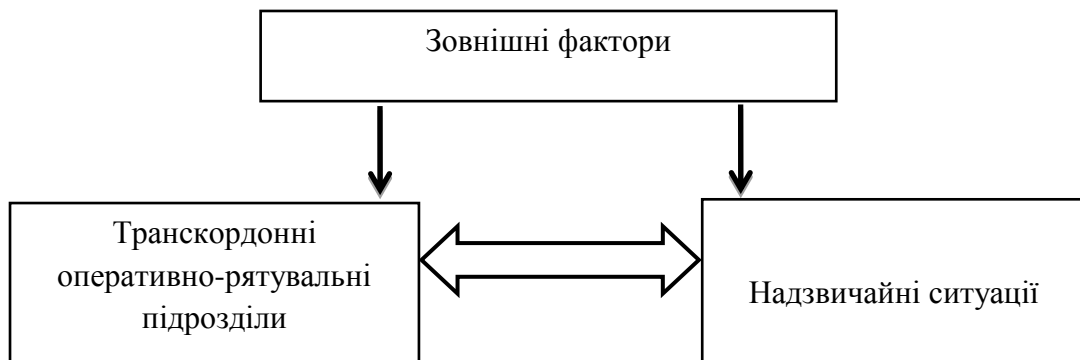 Зовнішні фактори
Транскордонні
оперативно-рятувальні
підрозділи
Надзвичайні ситуації